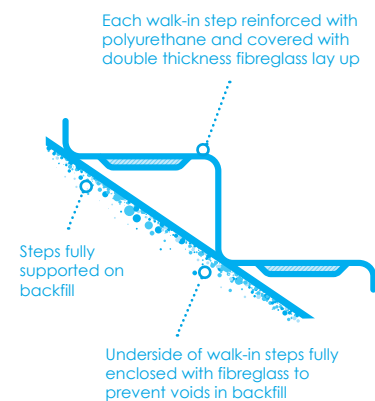 Each walk-in step reinforced with
polyurethane and covered with
double thickness fibreglass lay up
Steps fully
supported on
backfill
Underside of walk-in steps fully
enclosed with fibreglass to
prevent voids in backfill